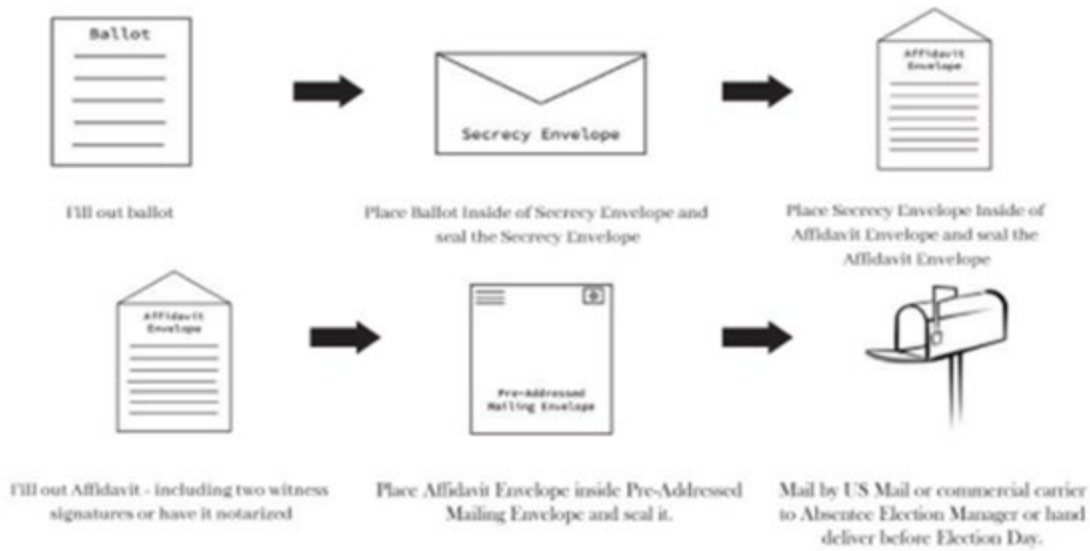 Ballot
Secrecy Envelope
Affidavit
Envelope
Fill out ballot
Place Ballot Inside of Secrecy Envelope and
seal the Secrecy Envelope
Place Secrecy Envelope Inside of
Affidavit Envelope and seal the
Affidavit Envelope
Affidavit
Envelope
Pre-Addressed
Mailing Envelope
Fill out Affidavit - including two witness
signatures or have it notarized
Place Affidavit Envelope inside Pre-Addressed
Mailing Envelope and seal it.
Mail by US Mail or commercial carrier
to Absentee Election Manager or hand
deliver before Election Day.